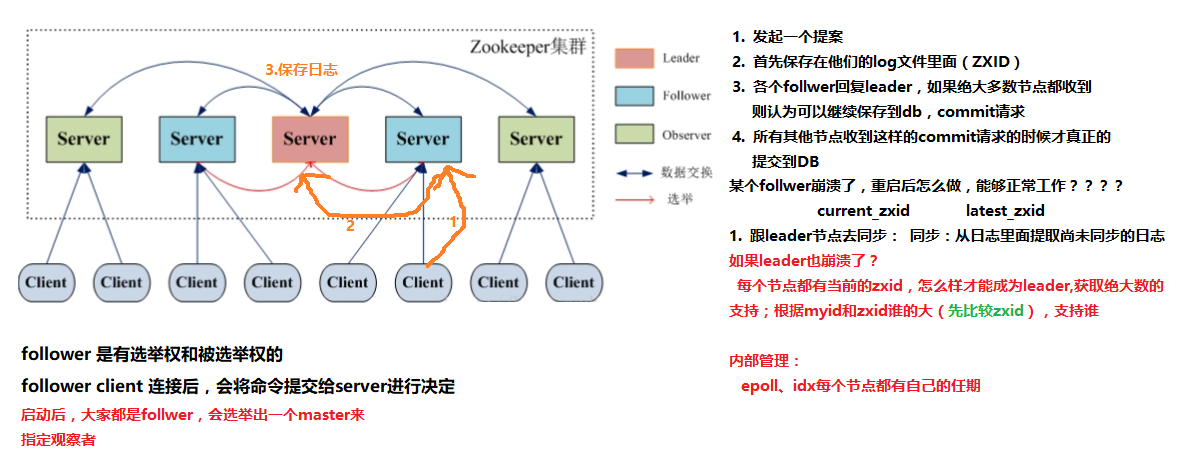 Zookeeper集群
3.保存日志
Leader
Follower
Observer
数据交换
选举
Server
Server
Server
Server
Server
2
1
Client
Client
Client
Client
Client
Client
Client
Client
follower 是有选举权和被选举权的
follower client 连接后，会将命令提交给server进行决定
启动后，大家都是follwer，会选举出一个master来
指定观察者
1. 发起一个提案
2. 首先保存在他们的log文件里面（ZXID）
3. 各个follwer回复leader，如果绝大多数节点都收到
则认为可以继续保存到db，commit请求
4. 所有其他节点收到这样的commit请求的时候才真正的
提交到DB
某个follwer崩溃了，重启后怎么做，能够正常工作？？？？
current_zxid latest_zxid
1. 跟leader节点去同步： 同步：从日志里面提取尚未同步的日志
如果leader也崩溃了？
每个节点都有当前的zxid，怎么样才能成为leader,获取绝大数的
支持；根据myid和zxid谁的大（先比较zxid），支持谁
内部管理：
epoll、idx每个节点都有自己的任期